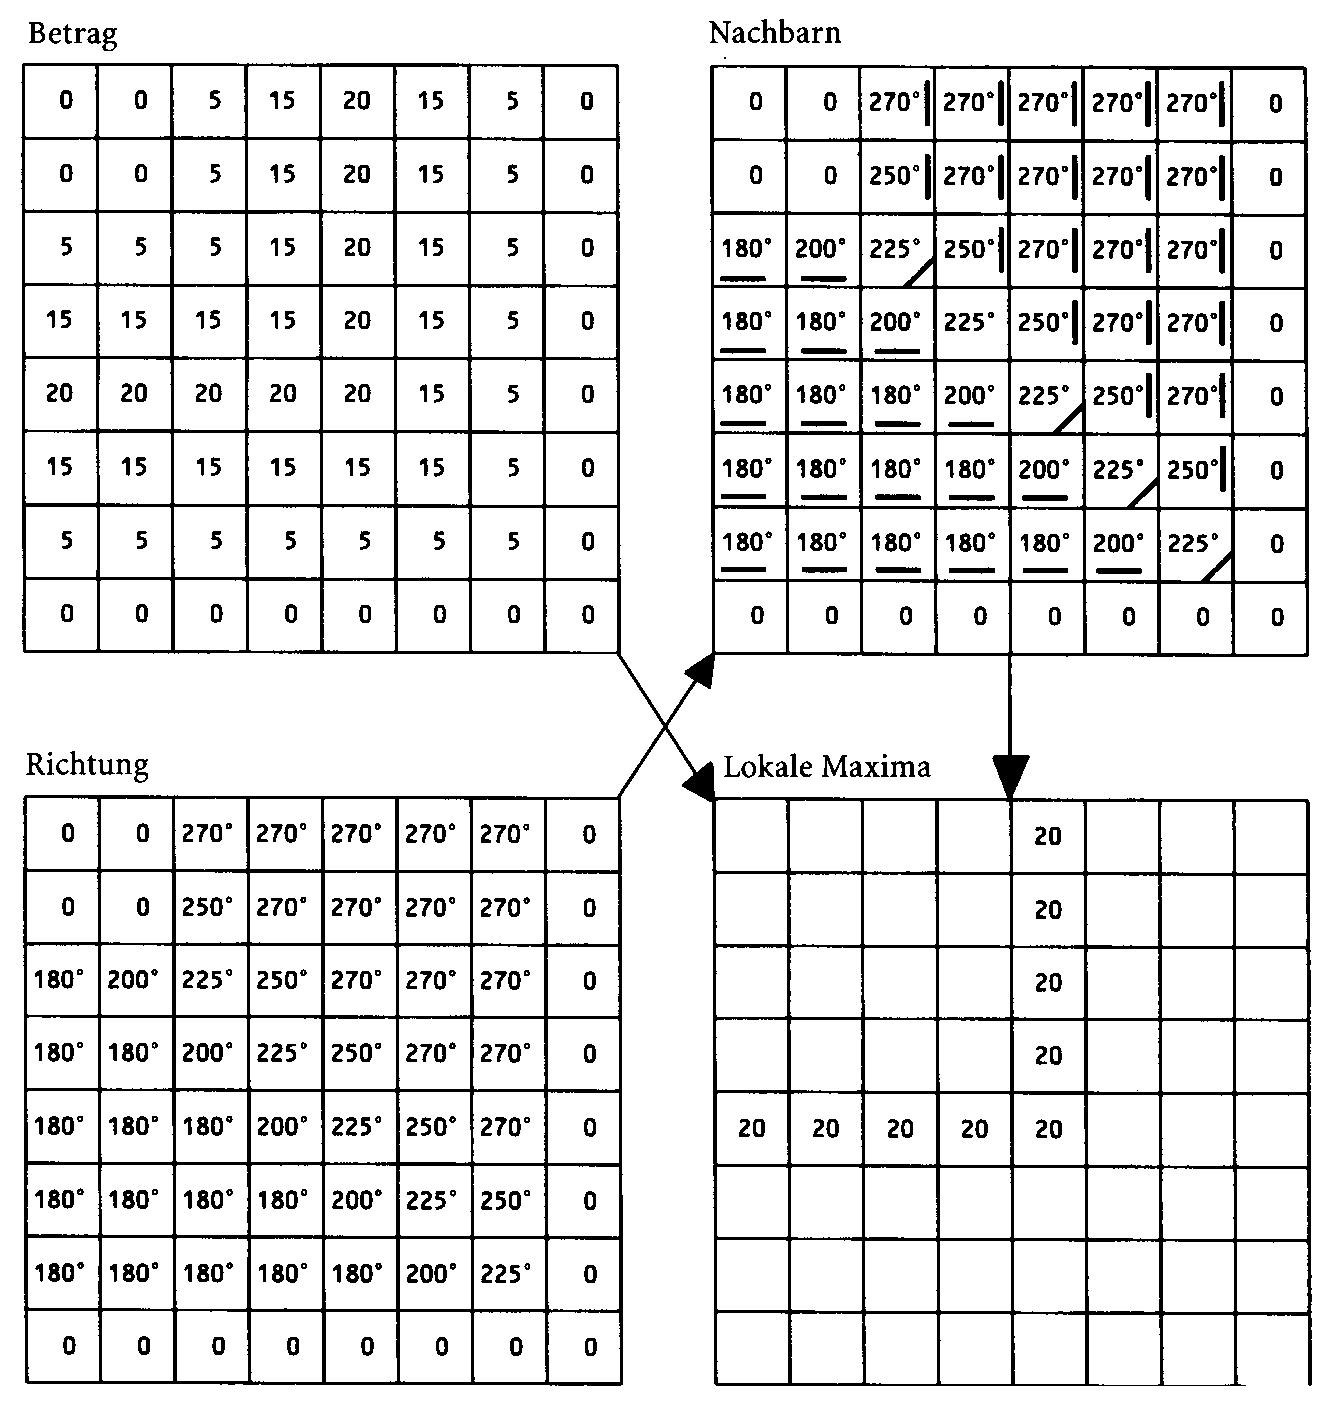 Betrag
0 0 5 15 20 15 5 0
0 0 5 15 20 15 5 0
5 5 5 15 20 15 5 0
15 15 15 15 20 15 5 0
20 20 20 20 20 15 5 0
15 15 15 15 15 15 5 0
5 5 5 5 5 5 5 0
0 0 0 0 0 0 0 0
Nachbarn
0 0 270° 270° 270° 270° 270° 0
0 0 250° 270° 270° 270° 270° 0
180° 200° 225° 250° 270° 270° 270° 0
180° 180° 200° 225° 250° 270° 270° 0
180° 180° 180° 200° 225° 250° 270° 0
180° 180° 180° 180° 200° 225° 250° 0
180° 180° 180° 180° 180° 200° 225° 0
0 0 0 0 0 0 0 0
Richtung
0 0 270° 270° 270° 270° 270° 0
0 0 250° 270° 270° 270° 270° 0
180° 200° 225° 250° 270° 270° 270° 0
180° 180° 200° 225° 250° 270° 270° 0
180° 180° 180° 200° 225° 250° 270° 0
180° 180° 180° 180° 200° 225° 250° 0
180° 180° 180° 180° 180° 200° 225° 0
0 0 0 0 0 0 0 0
Lokale Maxima
20
20
20
20
20 20 20 20 20